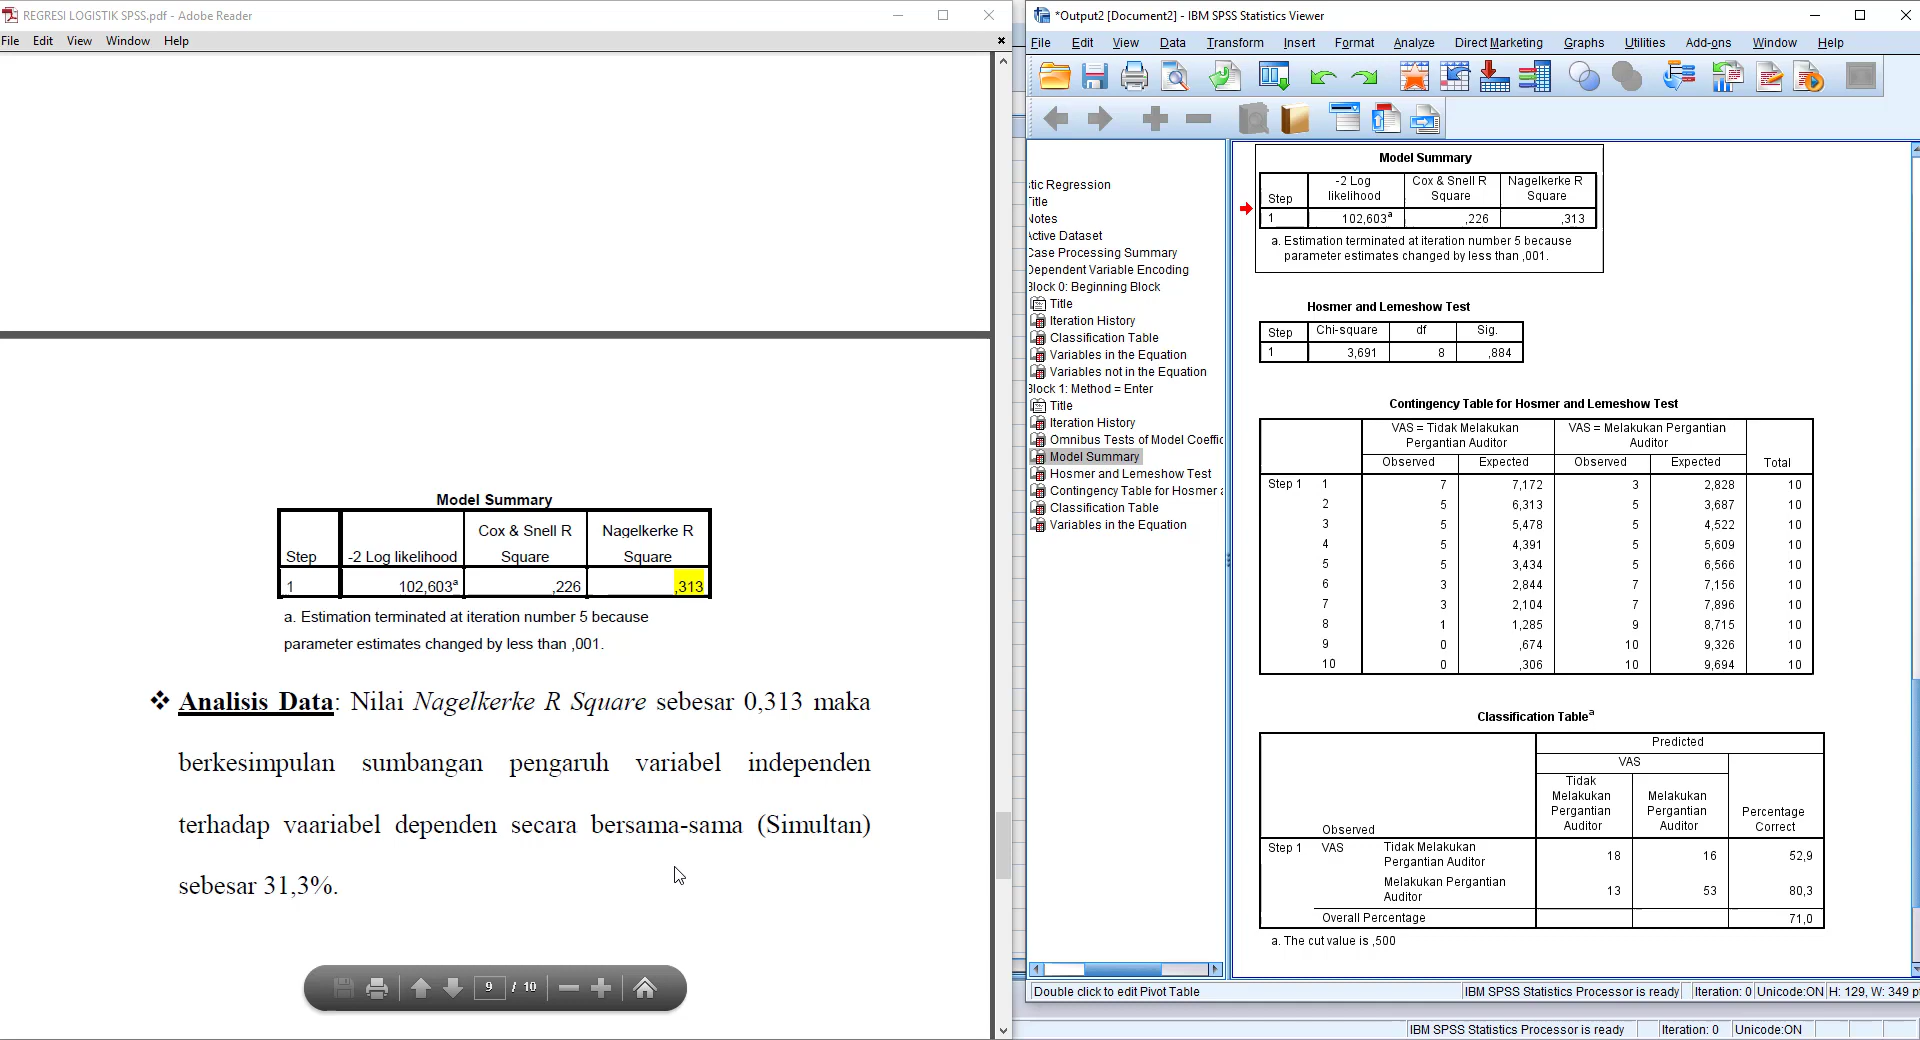 REGRESI LOGISTIK SPSS.pdf - Adobe Reader
File Edit View Window Help
Model Summary
Step -2 Log likelihood Cox & Snell R Square Nagelkerke R Square
1 102,603a ,226 ,313
a. Estimation terminated at iteration number 5 because
parameter estimates changed by less than ,001.
❖ Analisis Data: Nilai Nagelkerke R Square sebesar 0,313 maka
berkesimpulan sumbangan pengaruh variabel independen
terhadap vaariabel dependen secara bersama-sama (Simultan)
sebesar 31,3%.
9 / 10
*Output2 [Document2] - IBM SPSS Statistics Viewer
File Edit View Data Transform Insert Format Analyze Direct Marketing Graphs Utilities Add-ons Window Help
stic Regression
Title
Notes
Active Dataset
Case Processing Summary
Dependent Variable Encoding
Block 0: Beginning Block
Title
Iteration History
Classification Table
Variables in the Equation
Variables not in the Equation
Block 1: Method = Enter
Title
Iteration History
Omnibus Tests of Model Coeffic
Model Summary
Hosmer and Lemeshow Test
Contingency Table for Hosmer a
Classification Table
Variables in the Equation
Model Summary
Step -2 Log likelihood Cox & Snell R Square Nagelkerke R Square
1 102,603a ,226 ,313
a. Estimation terminated at iteration number 5 because
parameter estimates changed by less than ,001.
Hosmer and Lemeshow Test
Step Chi-square df Sig.
1 3,691 8 ,884
Contingency Table for Hosmer and Lemeshow Test
VAS = Tidak Melakukan Pergantian Auditor VAS = Melakukan Pergantian Auditor
Observed Expected Observed Expected Total
Step 1 1 7 7,172 3 2,828 10
2 5 6,313 5 3,687 10
3 5 5,478 5 4,522 10
4 5 4,391 5 5,609 10
5 5 3,434 5 6,566 10
6 3 2,844 7 7,156 10
7 3 2,104 7 7,896 10
8 1 1,285 9 8,715 10
9 0 ,674 10 9,326 10
10 0 ,306 10 9,694 10
Classification Tablea
Predicted
VAS
Observed Tidak Melakukan Pergantian Auditor Melakukan Pergantian Auditor Percentage Correct
Step 1 VAS Tidak Melakukan Pergantian Auditor 18 16 52,9
Melakukan Pergantian Auditor 13 53 80,3
Overall Percentage 71,0
a. The cut value is ,500
Double click to edit Pivot Table IBM SPSS Statistics Processor is ready Iteration: 0 Unicode:ON H: 129, W: 349 pt
IBM SPSS Statistics Processor is ready Iteration: 0 Unicode:ON